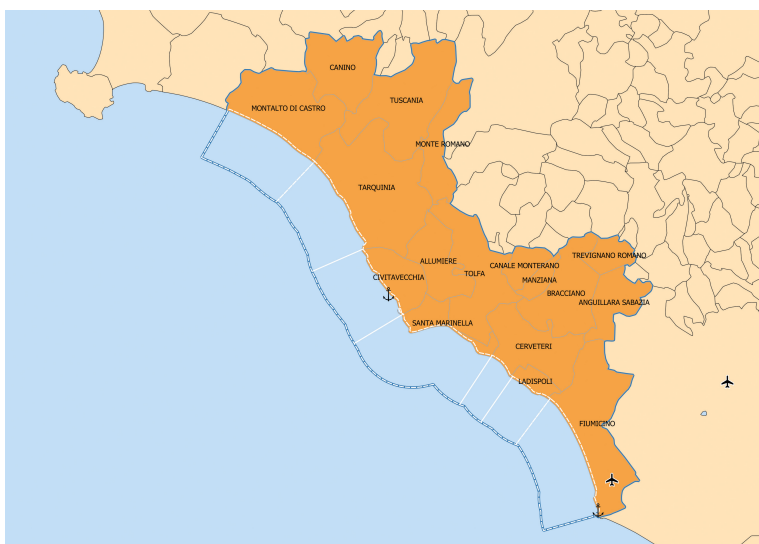 CANINO
TUSCANIA
MONTALTO DI CASTRO
MONTE ROMANO
TARQUINIA
TREVIGNANO ROMANO
ALLUMIERE
CANALE MONTERANO
TOLFA
CIVITAVECCHIA
MANZIANA
BRACCIANO
ANGUILLARA SABAZIA
SANTA MARINELLA
CERVETERI
LADISPOLI
FIUMICINO